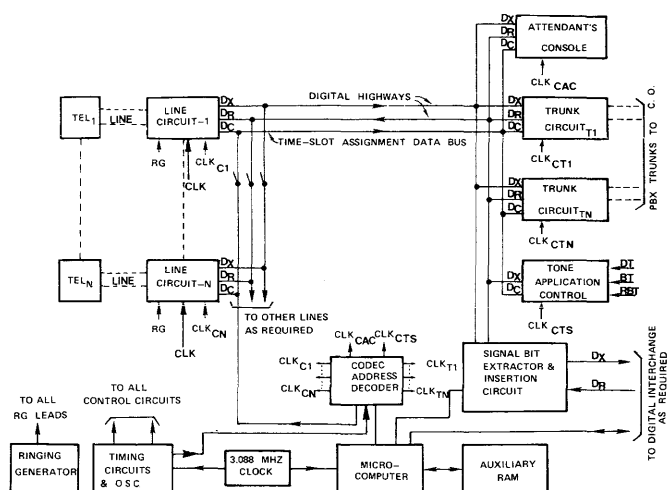 DX
DR
DC
ATTENDANT'S
CONSOLE
CLK CAC
TEL1
LINE
LINE
CIRCUIT-1
DX
DR
DC
DIGITAL HIGHWAYS
TIME-SLOT ASSIGNMENT DATA BUS
RG
CLK
CLK C1
DX
DR
DC
TRUNK
CIRCUIT T1
CLK CT1
PBX TRUNKS TO C.O.
DX
DR
DC
TRUNK
CIRCUIT TN
CLK CTN
TELN
LINE
LINE
CIRCUIT-N
DX
DR
DC
RG
CLK
CLK CN
TO OTHER LINES
AS REQUIRED
DX
DC
TONE
APPLICATION
CONTROL
DT
BT
RBT
CLK CTS
CLK CAC
CLK CTS
CLK C1
CLK CN
CODEC
ADDRESS
DECODER
CLK T1
CLK TN
SIGNAL BIT
EXTRACTOR &
INSERTION
CIRCUIT
DX
DR
TO DIGITAL INTERCHANGE
AS REQUIRED
TO ALL
RG LEADS
TO ALL
CONTROL CIRCUITS
RINGING
GENERATOR
TIMING
CIRCUITS
& OSC
3.088 MHZ
CLOCK
MICRO-
COMPUTER
AUXILIARY
RAM